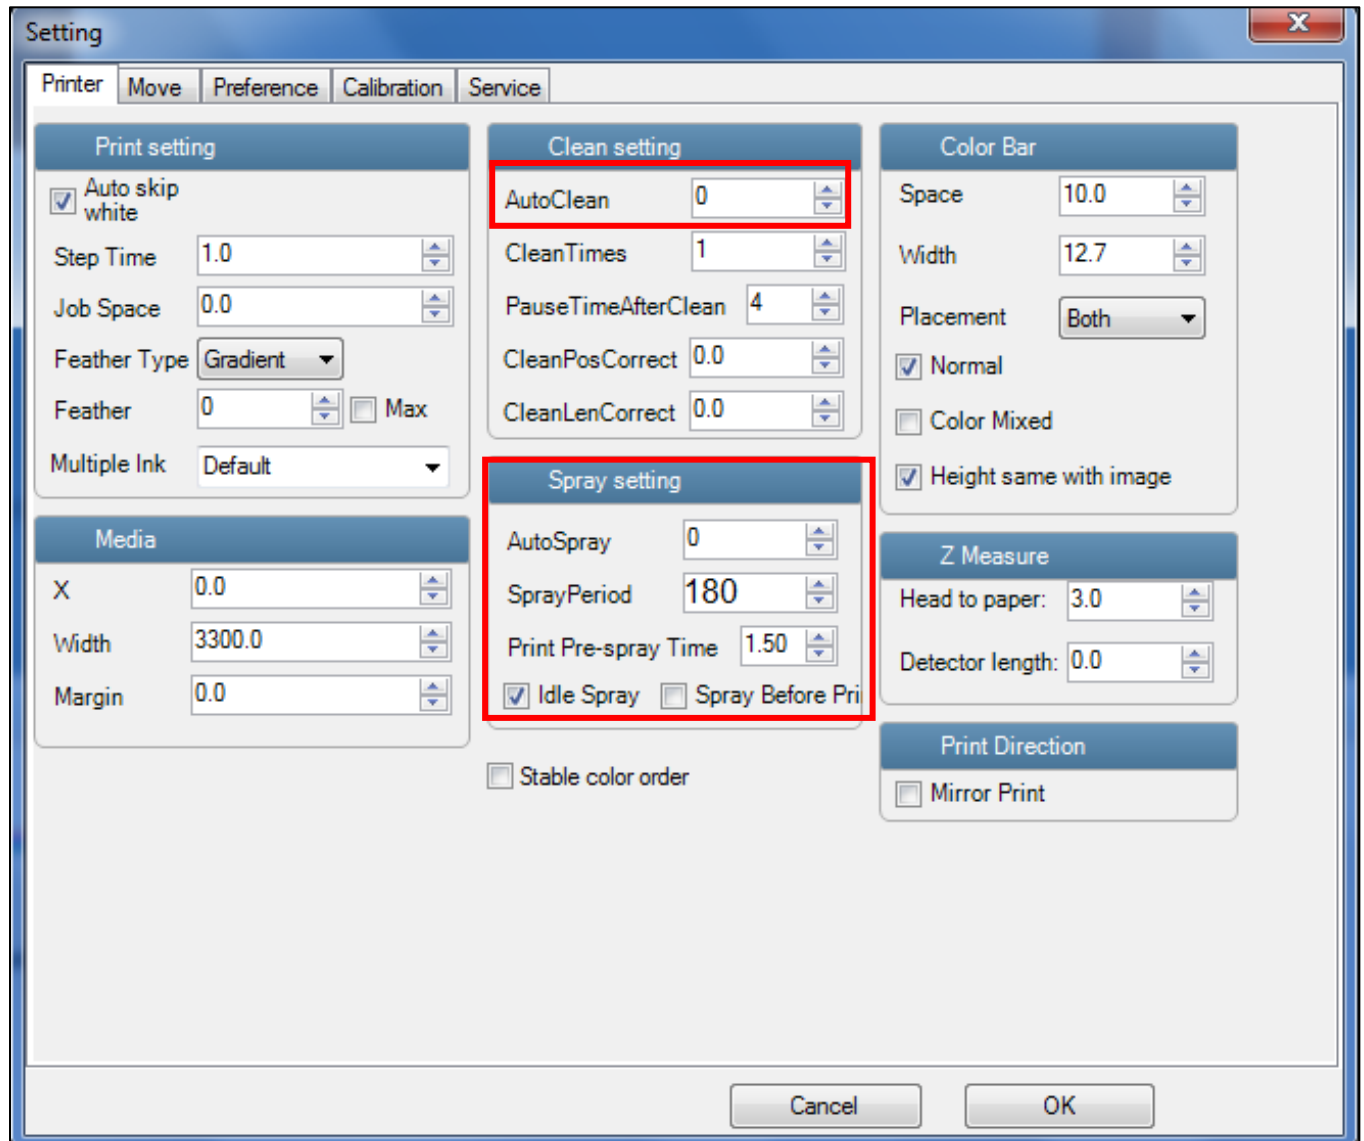 Setting
Printer Move Preference Calibration Service
Print setting
Auto skip
white
Step Time 1.0
Job Space 0.0
Feather Type Gradient
Feather 0 Max
Multiple Ink Default
Media
X 0.0
Width 3300.0
Margin 0.0
Clean setting
AutoClean 0
CleanTimes 1
PauseTimeAfterClean 4
CleanPosCorrect 0.0
CleanLenCorrect 0.0
Spray setting
AutoSpray 0
SprayPeriod 180
Print Pre-spray Time 1.50
Idle Spray Spray Before Pri
Stable color order
Color Bar
Space 10.0
Width 12.7
Placement Both
Normal
Color Mixed
Height same with image
Z Measure
Head to paper: 3.0
Detector length: 0.0
Print Direction
Mirror Print
Cancel OK